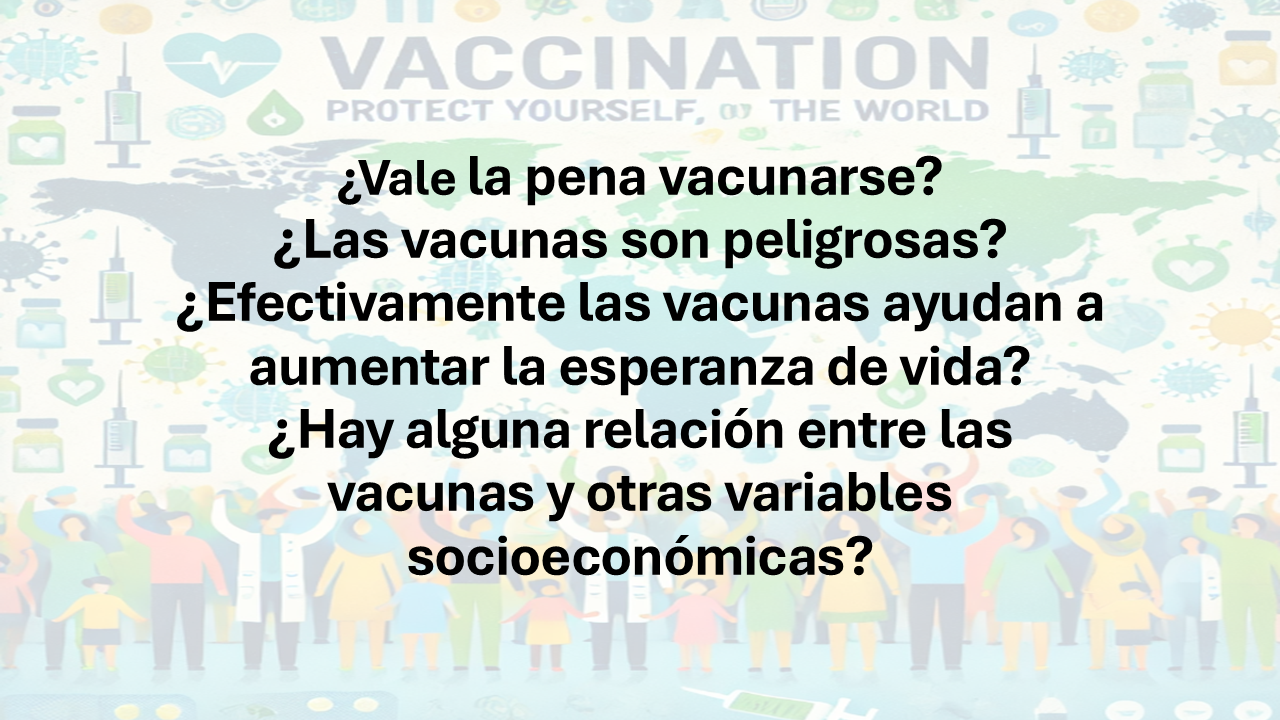 VACCINATION
PROTECT YOURSELF, THE WORLD
¿Vale la pena vacunarse?
¿Las vacunas son peligrosas?
¿Efectivamente las vacunas ayudan a
aumentar la esperanza de vida?
¿Hay alguna relación entre las
vacunas y otras variables
socioeconómicas?